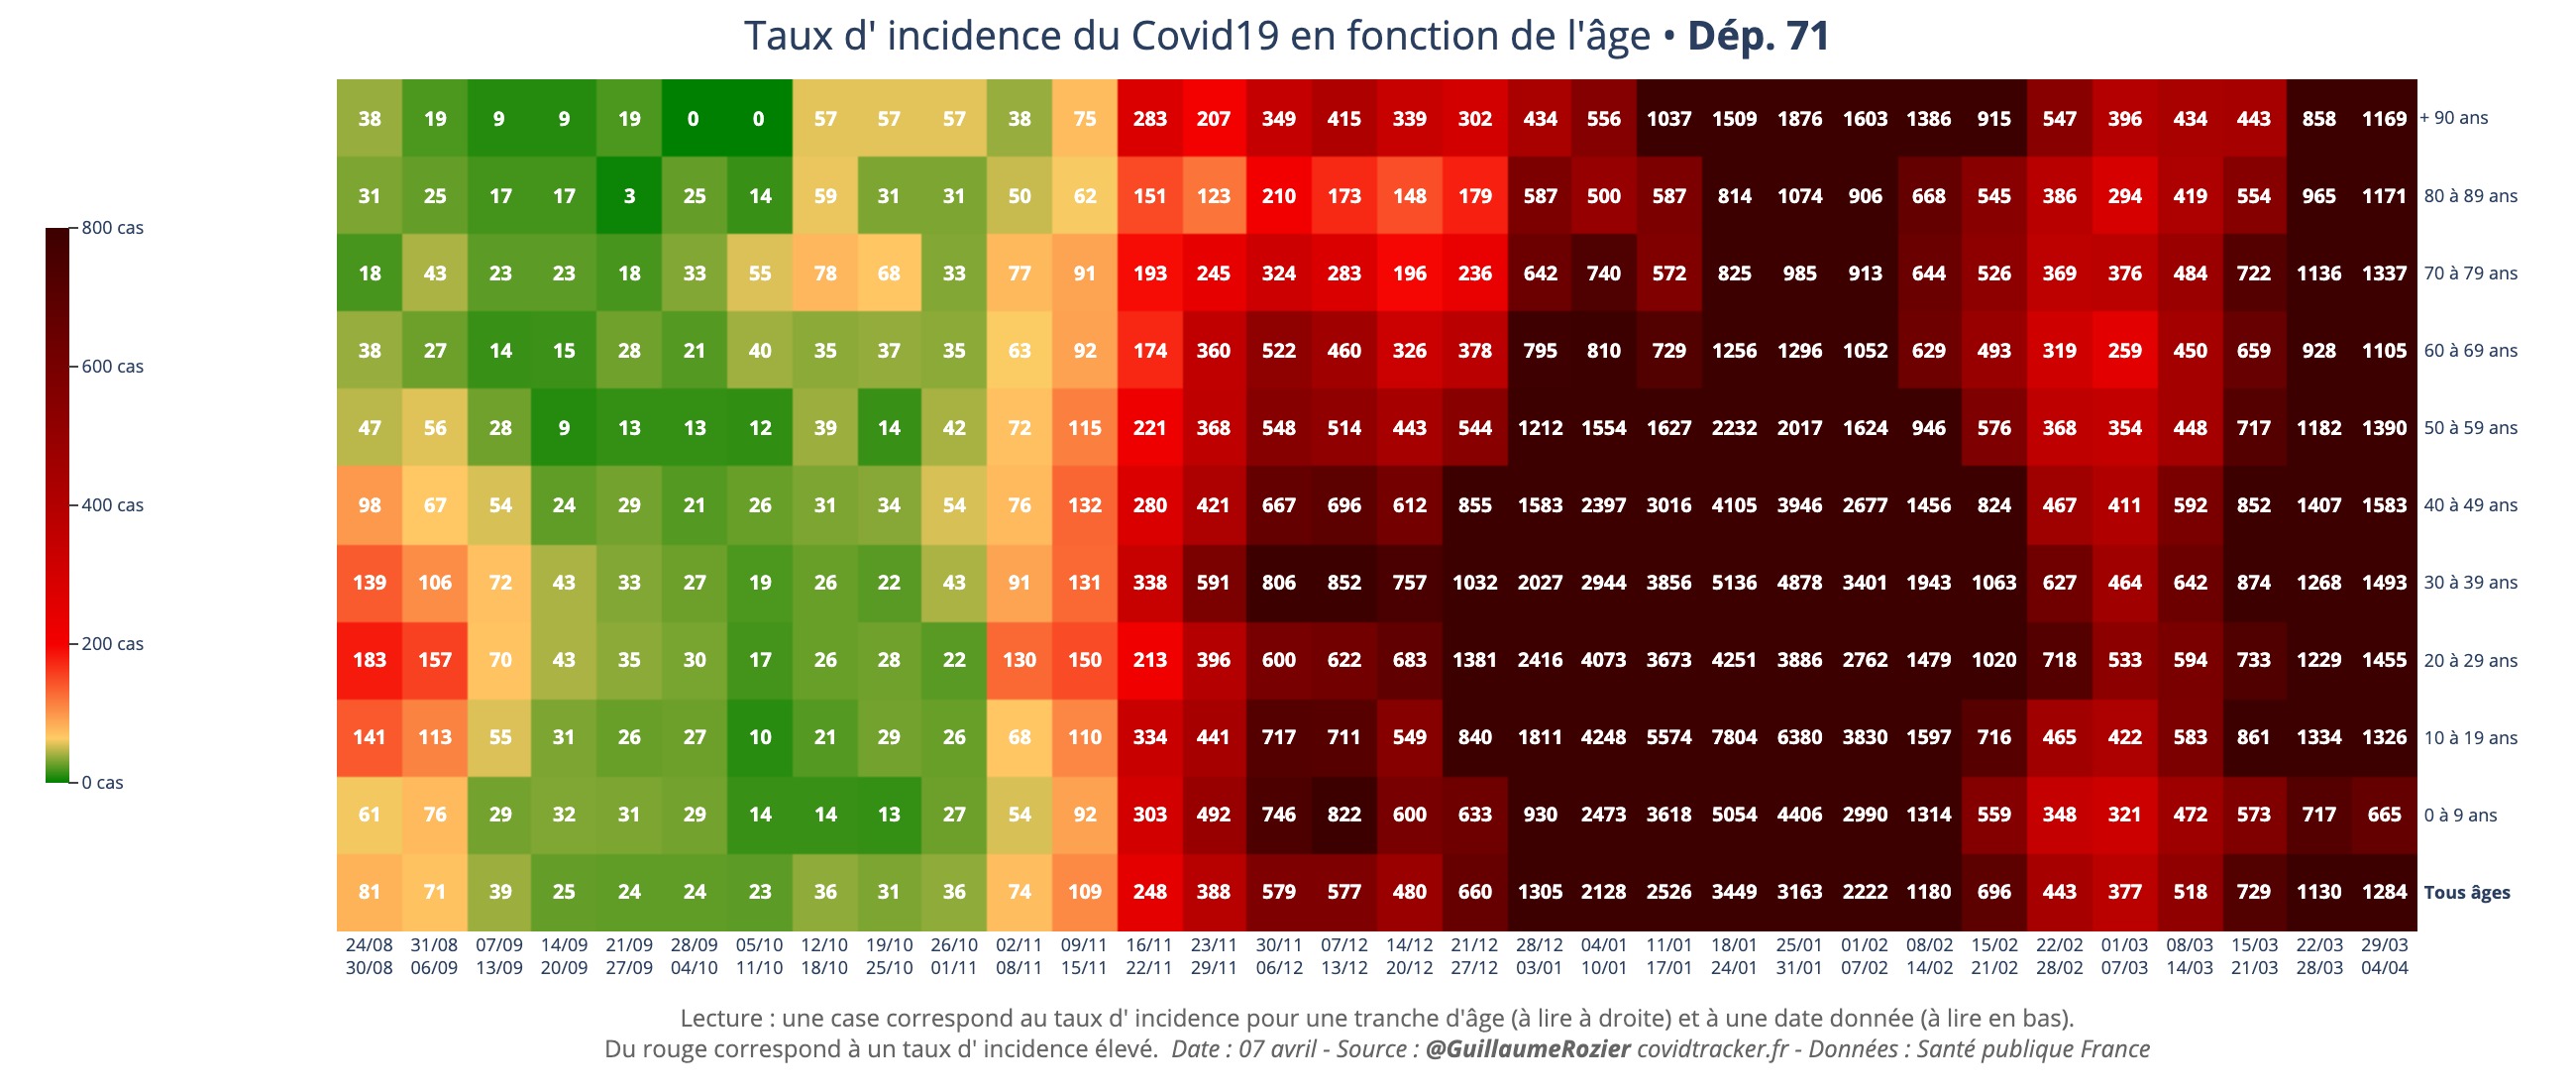 Taux d' incidence du Covid19 en fonction de l'âge • Dép. 71
800 cas
600 cas
400 cas
200 cas
0 cas
38 19 9 9 19 0 0 57 57 57 38 75 283 207 349 415 339 302 434 556 1037 1509 1876 1603 1386 915 547 396 434 443 858 1169 + 90 ans
31 25 17 17 3 25 14 59 31 31 50 62 151 123 210 173 148 179 587 500 587 814 1074 906 668 545 386 294 419 554 965 1171 80 à 89 ans
18 43 23 23 18 33 55 78 68 33 77 91 193 245 324 283 196 236 642 740 572 825 985 913 644 526 369 376 484 722 1136 1337 70 à 79 ans
38 27 14 15 28 21 40 35 37 35 63 92 174 360 522 460 326 378 795 810 729 1256 1296 1052 629 493 319 259 450 659 928 1105 60 à 69 ans
47 56 28 9 13 13 12 39 14 42 72 115 221 368 548 514 443 544 1212 1554 1627 2232 2017 1624 946 576 368 354 448 717 1182 1390 50 à 59 ans
98 67 54 24 29 21 26 31 34 54 76 132 280 421 667 696 612 855 1583 2397 3016 4105 3946 2677 1456 824 467 411 592 852 1407 1583 40 à 49 ans
139 106 72 43 33 27 19 26 22 43 91 131 338 591 806 852 757 1032 2027 2944 3856 5136 4878 3401 1943 1063 627 464 642 874 1268 1493 30 à 39 ans
183 157 70 43 35 30 17 26 28 22 130 150 213 396 600 622 683 1381 2416 4073 3673 4251 3886 2762 1479 1020 718 533 594 733 1229 1455 20 à 29 ans
141 113 55 31 26 27 10 21 29 26 68 110 334 441 717 711 549 840 1811 4248 5574 7804 6380 3830 1597 716 465 422 583 861 1334 1326 10 à 19 ans
61 76 29 32 31 29 14 14 13 27 54 92 303 492 746 822 600 633 930 2473 3618 5054 4406 2990 1314 559 348 321 472 573 717 665 0 à 9 ans
81 71 39 25 24 24 23 36 31 36 74 109 248 388 579 577 480 660 1305 2128 2526 3449 3163 2222 1180 696 443 377 518 729 1130 1284 Tous âges
24/08 31/08 07/09 14/09 21/09 28/09 05/10 12/10 19/10 26/10 02/11 09/11 16/11 23/11 30/11 07/12 14/12 21/12 28/12 04/01 11/01 18/01 25/01 01/02 08/02 15/02 22/02 01/03 08/03 15/03 22/03 29/03
30/08 06/09 13/09 20/09 27/09 04/10 11/10 18/10 25/10 01/11 08/11 15/11 22/11 29/11 06/12 13/12 20/12 27/12 03/01 10/01 17/01 24/01 31/01 07/02 14/02 21/02 28/02 07/03 14/03 21/03 28/03 04/04
Lecture : une case correspond au taux d' incidence pour une tranche d'âge (à lire à droite) et à une date donnée (à lire en bas).
Du rouge correspond à un taux d' incidence élevé. Date : 07 avril - Source : @GuillaumeRozier covidtracker.fr - Données : Santé publique France